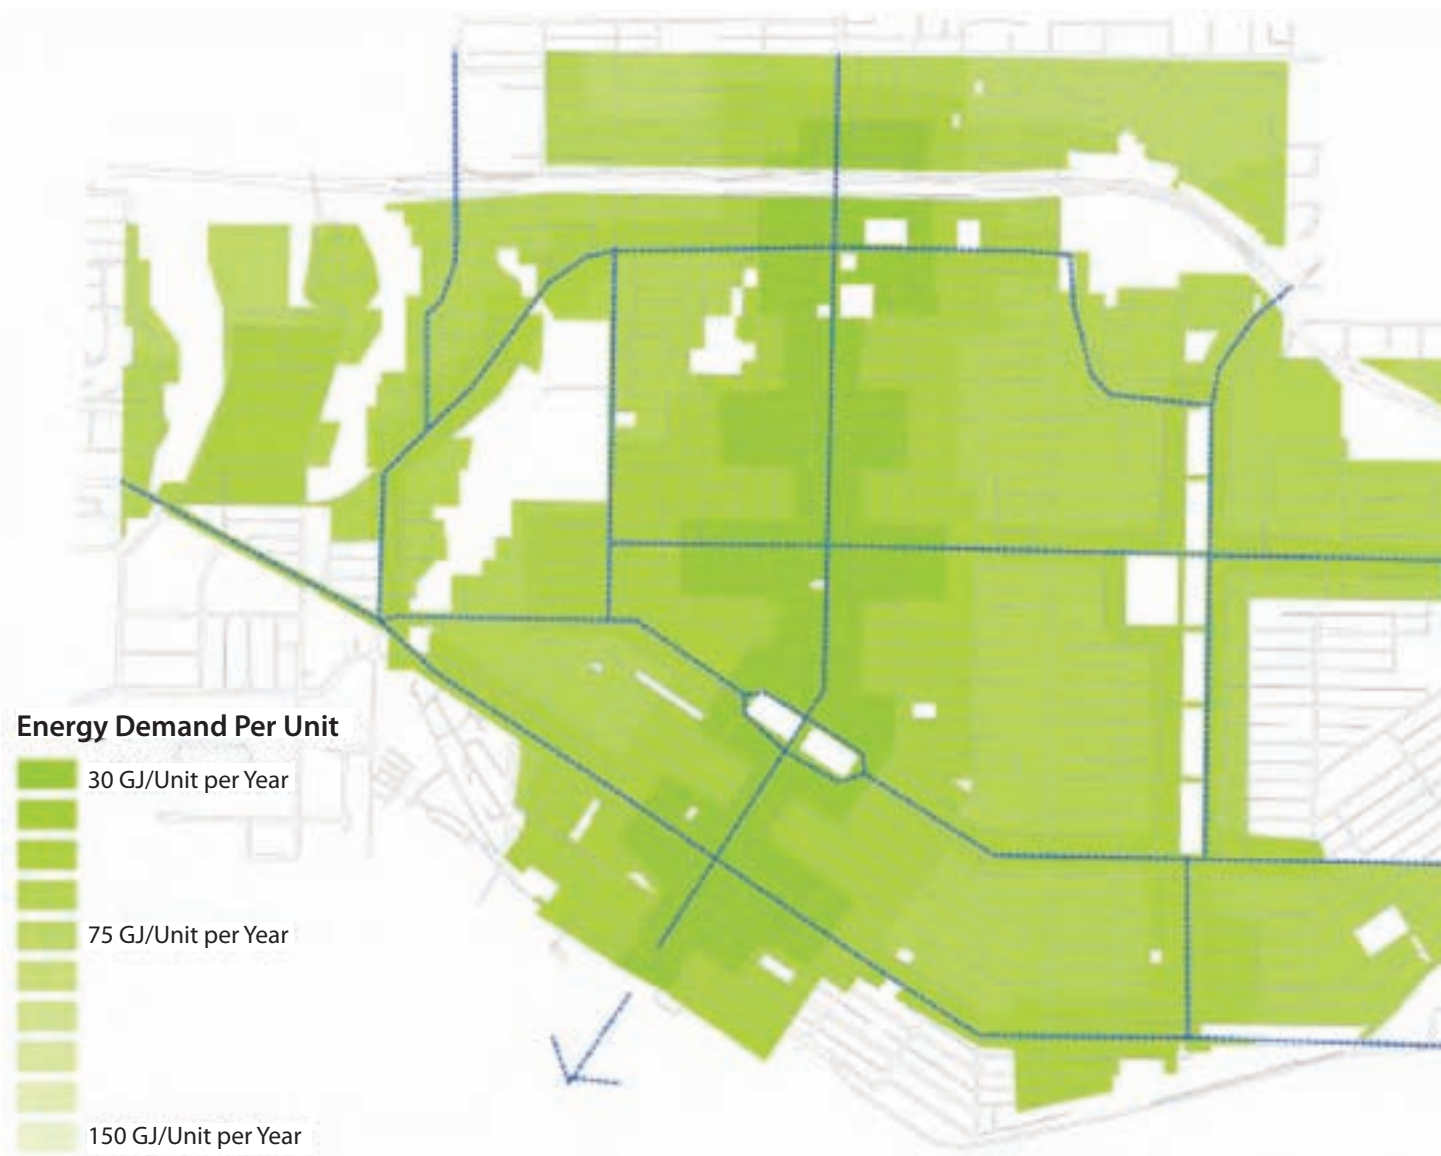 Energy Demand Per Unit
30 GJ/Unit per Year
75 GJ/Unit per Year
150 GJ/Unit per Year